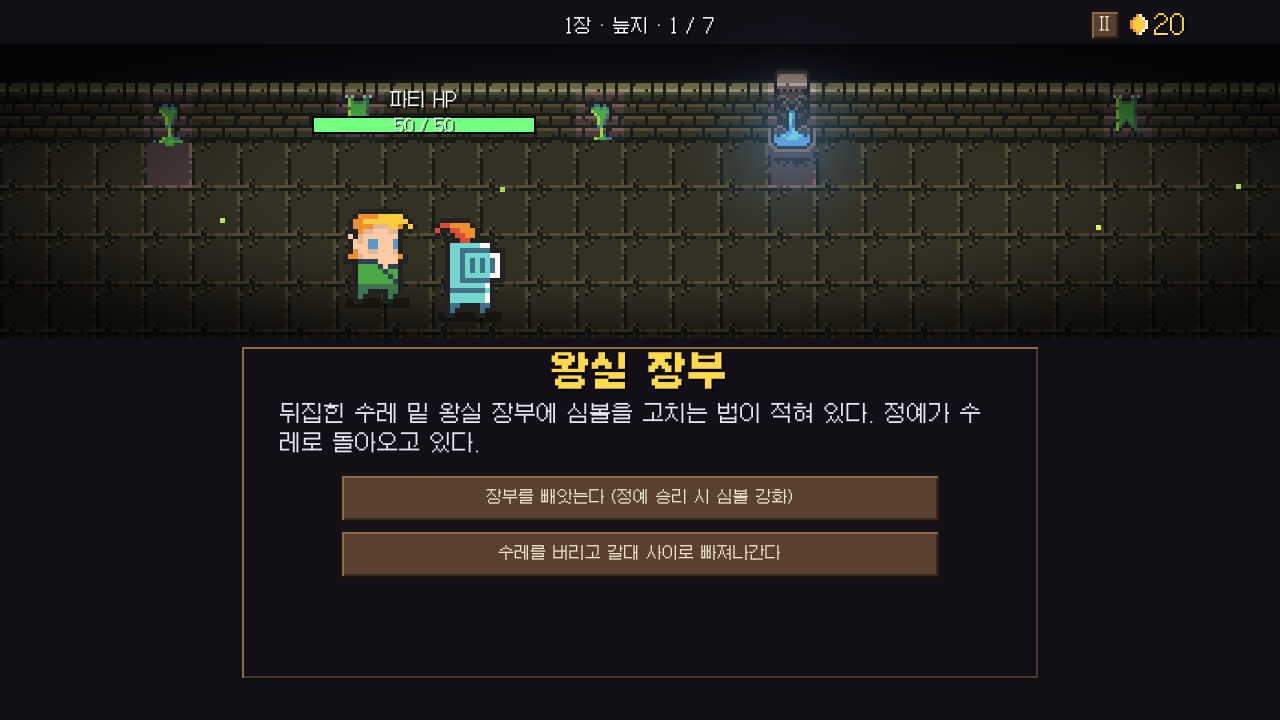 1장 · 늪지 · 1 / 7
II
20
파티 HP
50 / 50
왕실 장부
뒤집힌 수레 밑 왕실 장부에 심볼을 고치는 법이 적혀 있다. 정예가 수
레로 돌아오고 있다.
장부를 빼앗는다 (정예 승리 시 심볼 강화)
수레를 버리고 갈대 사이로 빠져나간다